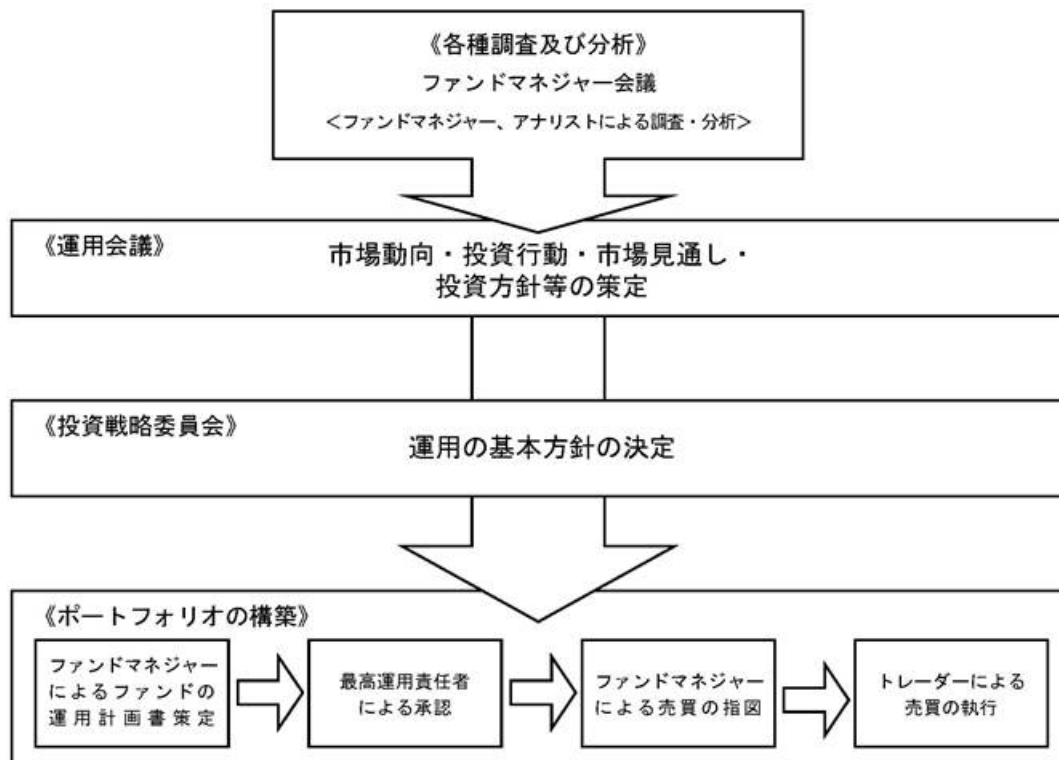 《各種調査及び分析》
ファンドマネジャー会議
＜ファンドマネジャー、アナリストによる調査・分析＞
《運用会議》
市場動向・投資行動・市場見通し・
投資方針等の策定
《投資戦略委員会》
運用の基本方針の決定
《ポートフォリオの構築》
ファンドマネジャー
によるファンドの
運用計画書策定
最高運用責任者
による承認
ファンドマネジャー
による売買の指図
トレーダーによる
売買の執行